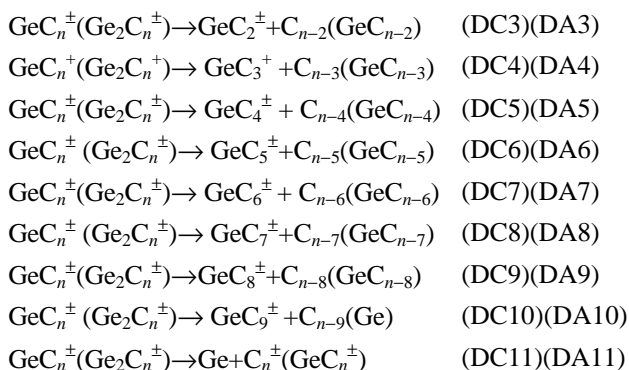 GeCₙ±(Ge₂Cₙ±)→GeC₂±+Cₙ₋₂(GeCₙ₋₂) (DC3)(DA3)
GeCₙ⁺(Ge₂Cₙ⁺)→ GeC₃⁺ +Cₙ₋₃(GeCₙ₋₃) (DC4)(DA4)
GeCₙ±(Ge₂Cₙ±)→GeC₄± + Cₙ₋₄(GeCₙ₋₄) (DC5)(DA5)
GeCₙ± (Ge₂Cₙ±)→ GeC₅±+Cₙ₋₅(GeCₙ₋₅) (DC6)(DA6)
GeCₙ±(Ge₂Cₙ±)→ GeC₆± + Cₙ₋₆(GeCₙ₋₆) (DC7)(DA7)
GeCₙ± (Ge₂Cₙ±)→ GeC₇±+Cₙ₋₇(GeCₙ₋₇) (DC8)(DA8)
GeCₙ±(Ge₂Cₙ±)→GeC₈±+Cₙ₋₈(GeCₙ₋₈) (DC9)(DA9)
GeCₙ± (Ge₂Cₙ±)→ GeC₉± +Cₙ₋₉(Ge) (DC10)(DA10)
GeCₙ±(Ge₂Cₙ±)→Ge+Cₙ±(GeCₙ±) (DC11)(DA11)